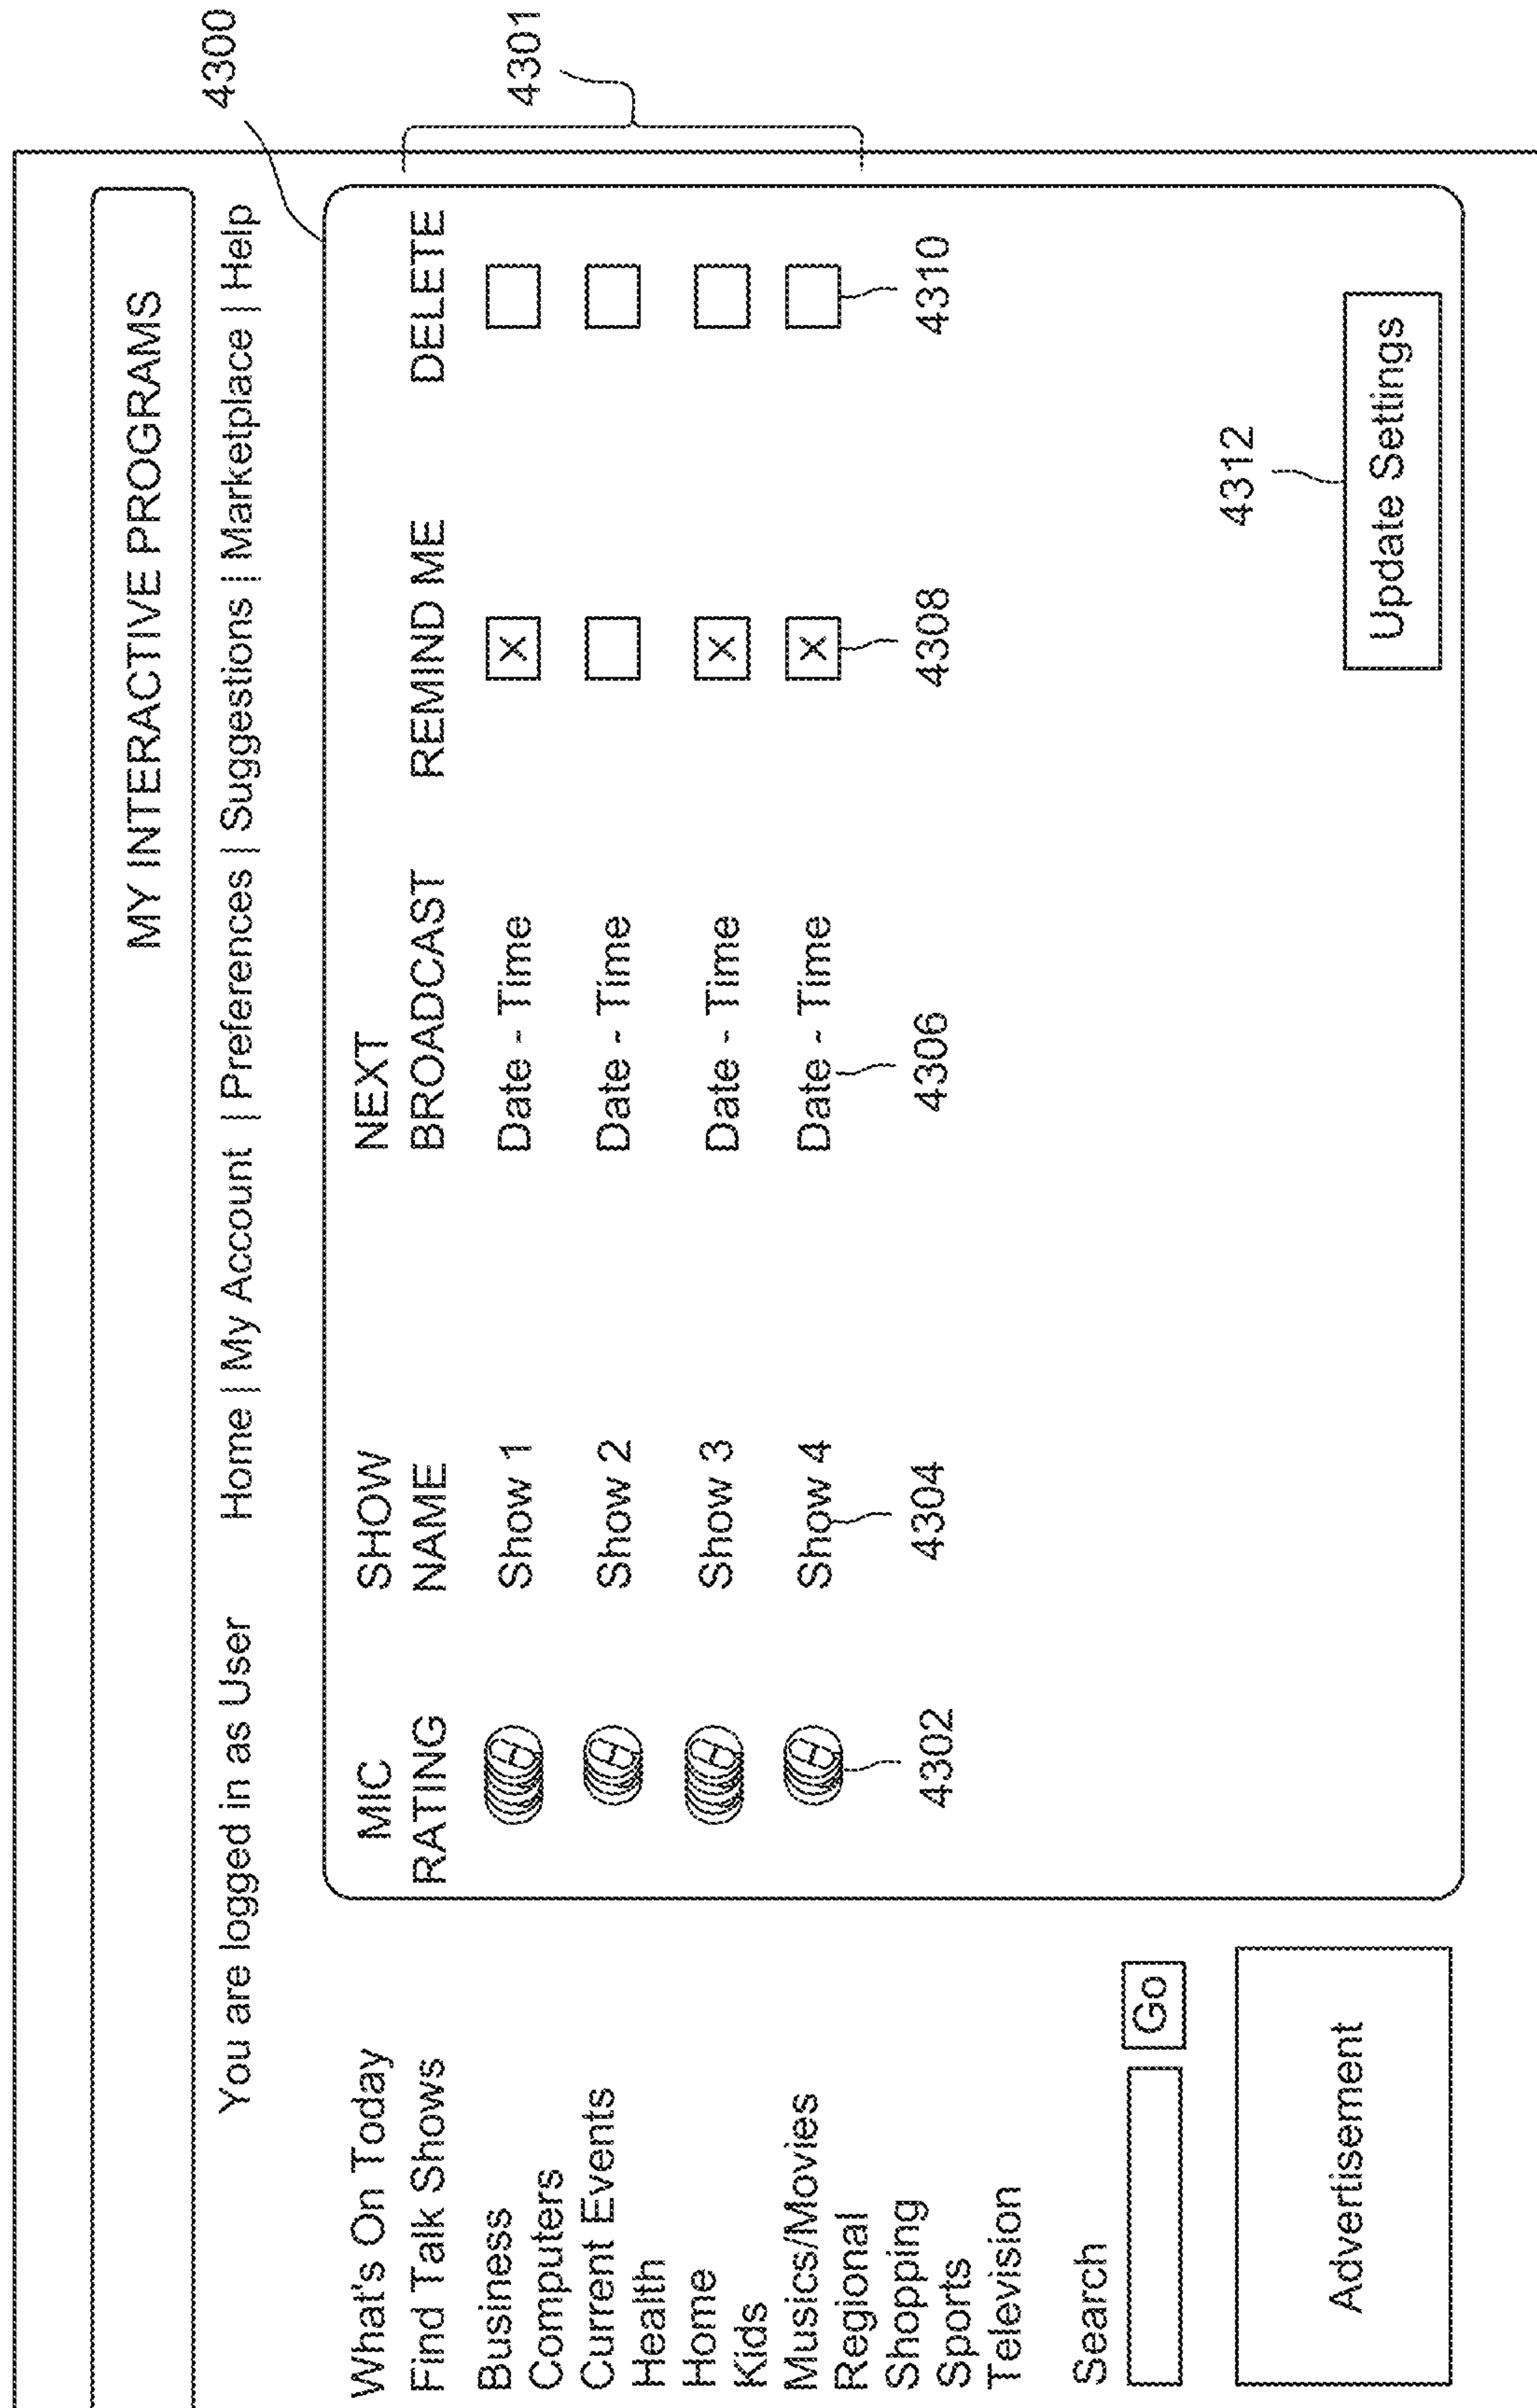 MY INTERACTIVE PROGRAMS
You are logged in as User
Home | My Account | Preferences | Suggestions | Marketplace | Help
4300
4301
What's On Today
Find Talk Shows
Business
Computers
Current Events
Health
Home
Kids
Musics/Movies
Regional
Shopping
Sports
Television
Search
Go
Advertisement
MIC RATING
SHOW NAME
NEXT BROADCAST
REMIND ME
DELETE
Show 1 Date - Time X
Show 2 Date - Time
Show 3 Date - Time X
Show 4 Date - Time X
4302
4304
4306
4308
4310
4312
Update Settings